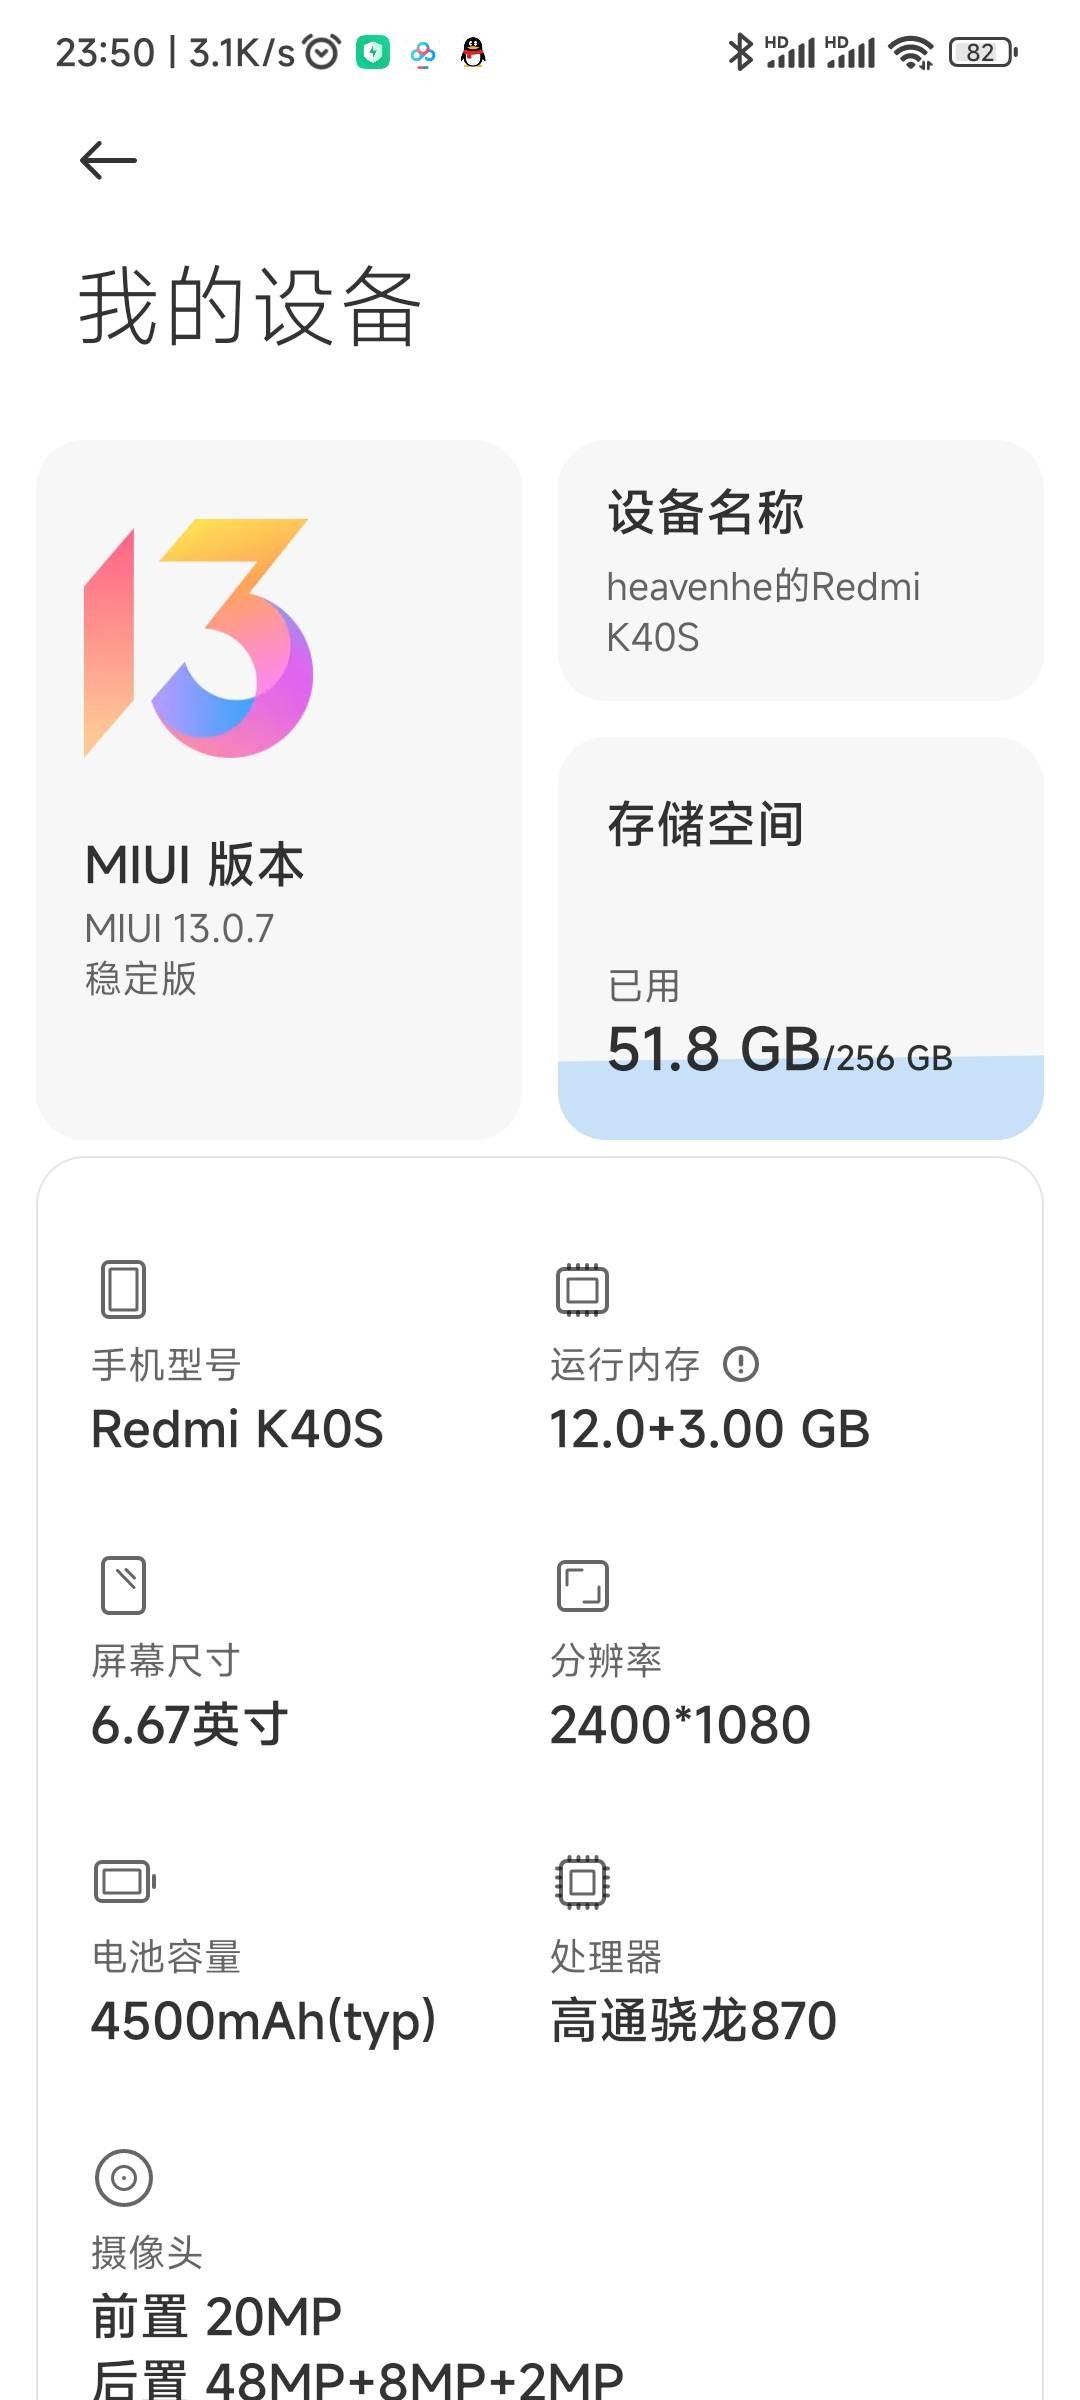 23:50 | 3.1K/s HD HD 82
我的设备
13
MIUI 版本
MIUI 13.0.7
稳定版
设备名称
heavenhe的Redmi
K40S
存储空间
已用
51.8 GB/256 GB
手机型号
Redmi K40S
运行内存
12.0+3.00 GB
屏幕尺寸
6.67英寸
分辨率
2400*1080
电池容量
4500mAh(typ)
处理器
高通骁龙870
摄像头
前置 20MP
后置 48MP+8MP+2MP